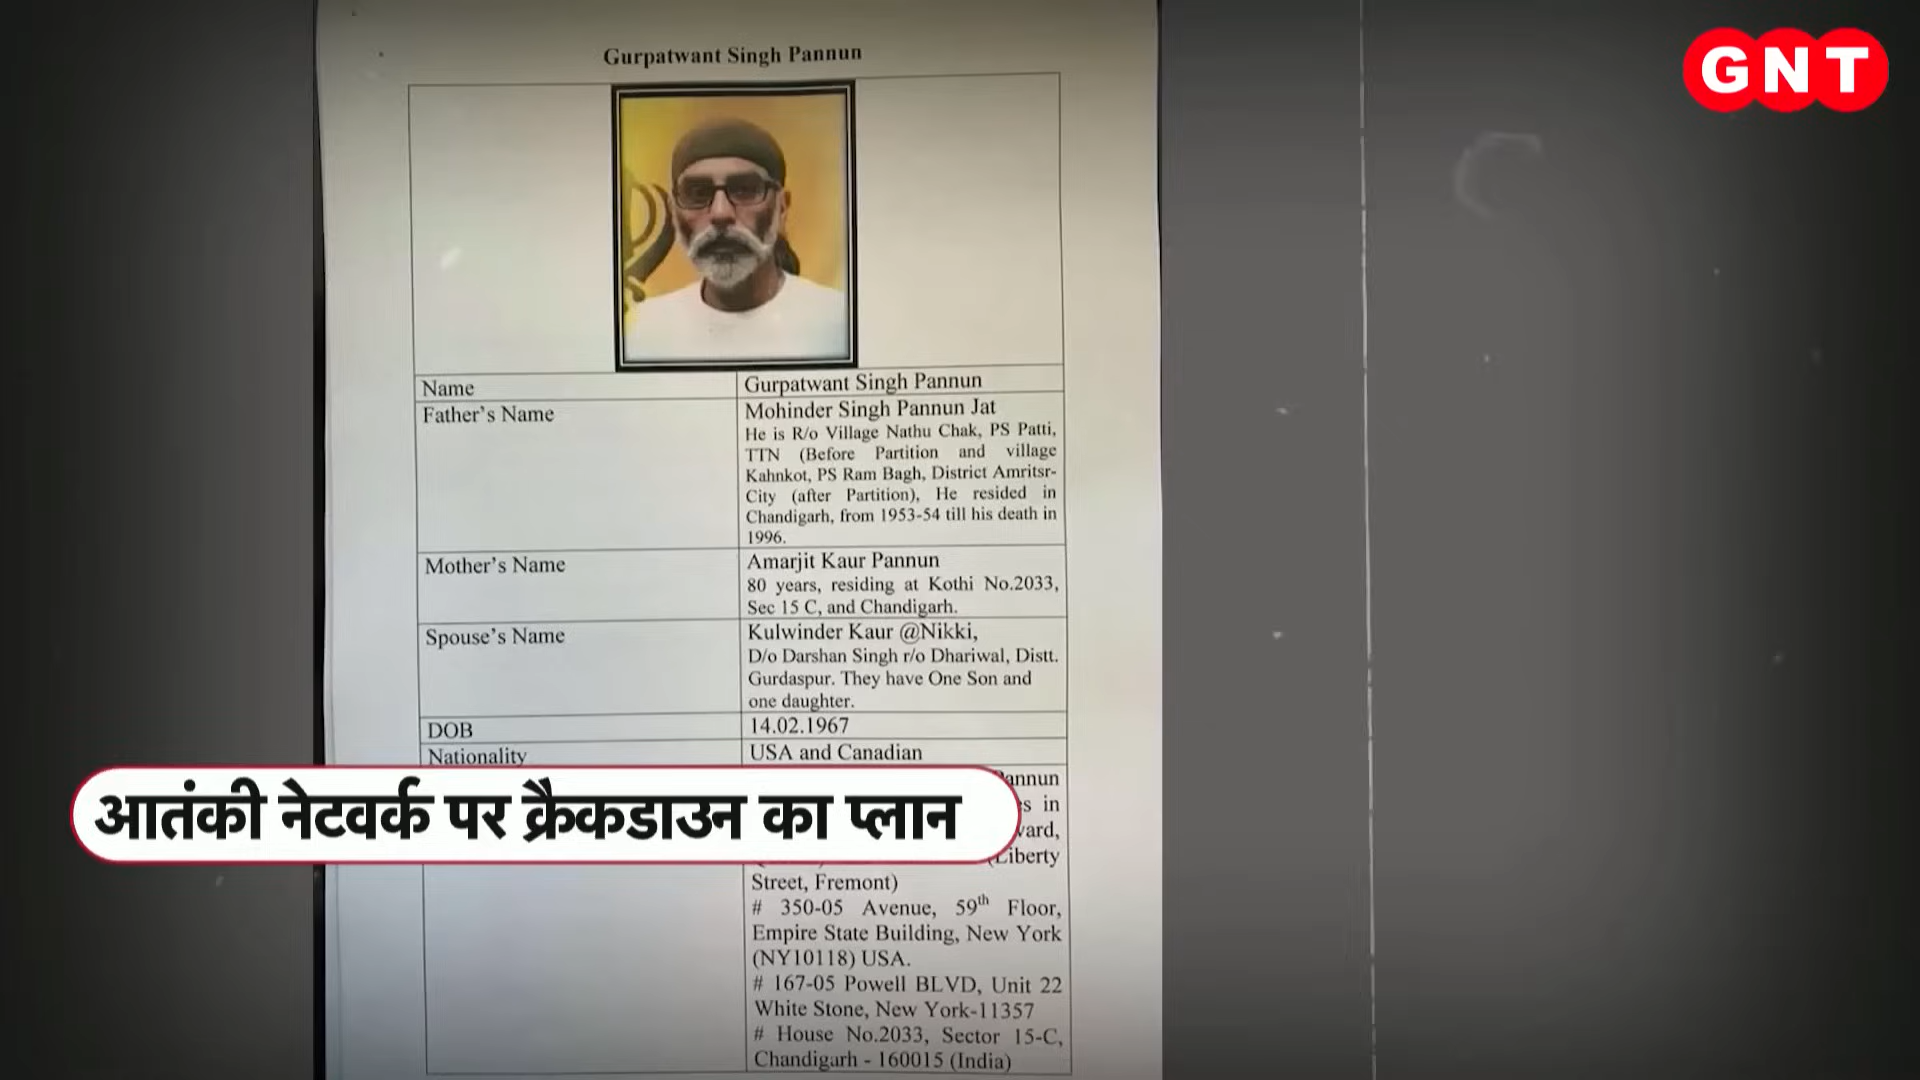 GNT
Gurpatwant Singh Pannun
Name
Gurpatwant Singh Pannun
Father's Name
Mohinder Singh Pannun Jat
He is R/o Village Nathu Chak, PS Patti,
TTN (Before Partition and village
Kahnkot, PS Ram Bagh, District Amritsr-
City (after Partition), He resided in
Chandigarh, from 1953-54 till his death in
1996.
Mother's Name
Amarjit Kaur Pannun
80 years, residing at Kothi No.2033,
Sec 15 C, and Chandigarh.
Spouse's Name
Kulwinder Kaur @Nikki,
D/o Darshan Singh r/o Dhariwal, Distt.
Gurdaspur. They have One Son and
one daughter.
DOB
14.02.1967
Nationality
USA and Canadian
in
(Liberty
Street, Fremont)
# 350-05 Avenue, 59th Floor,
Empire State Building, New York
(NY10118) USA.
# 167-05 Powell BLVD, Unit 22
White Stone, New York-11357
# House No.2033, Sector 15-C,
Chandigarh - 160015 (India)
आतंकी नेटवर्क पर क्रैकडाउन का प्लान